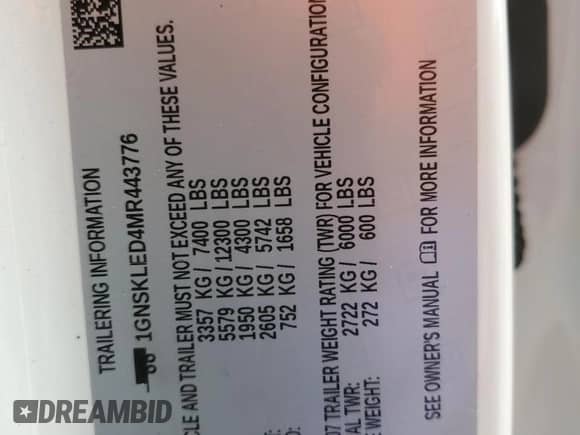 TRAILERING INFORMATION
1GNSKLED4MR443776
CLE AND TRAILER MUST NOT EXCEED ANY OF THESE VALUES.
3357 KG / 7400 LBS
5579 KG / 12300 LBS
1950 KG / 4300 LBS
2605 KG / 5742 LBS
752 KG / 1658 LBS
07 TRAILER WEIGHT RATING (TWR) FOR VEHICLE CONFIGURATION
AL TWR: 2722 KG / 6000 LBS
E WEIGHT: 272 KG / 600 LBS
SEE OWNER'S MANUAL FOR MORE INFORMATION
DREAMBID